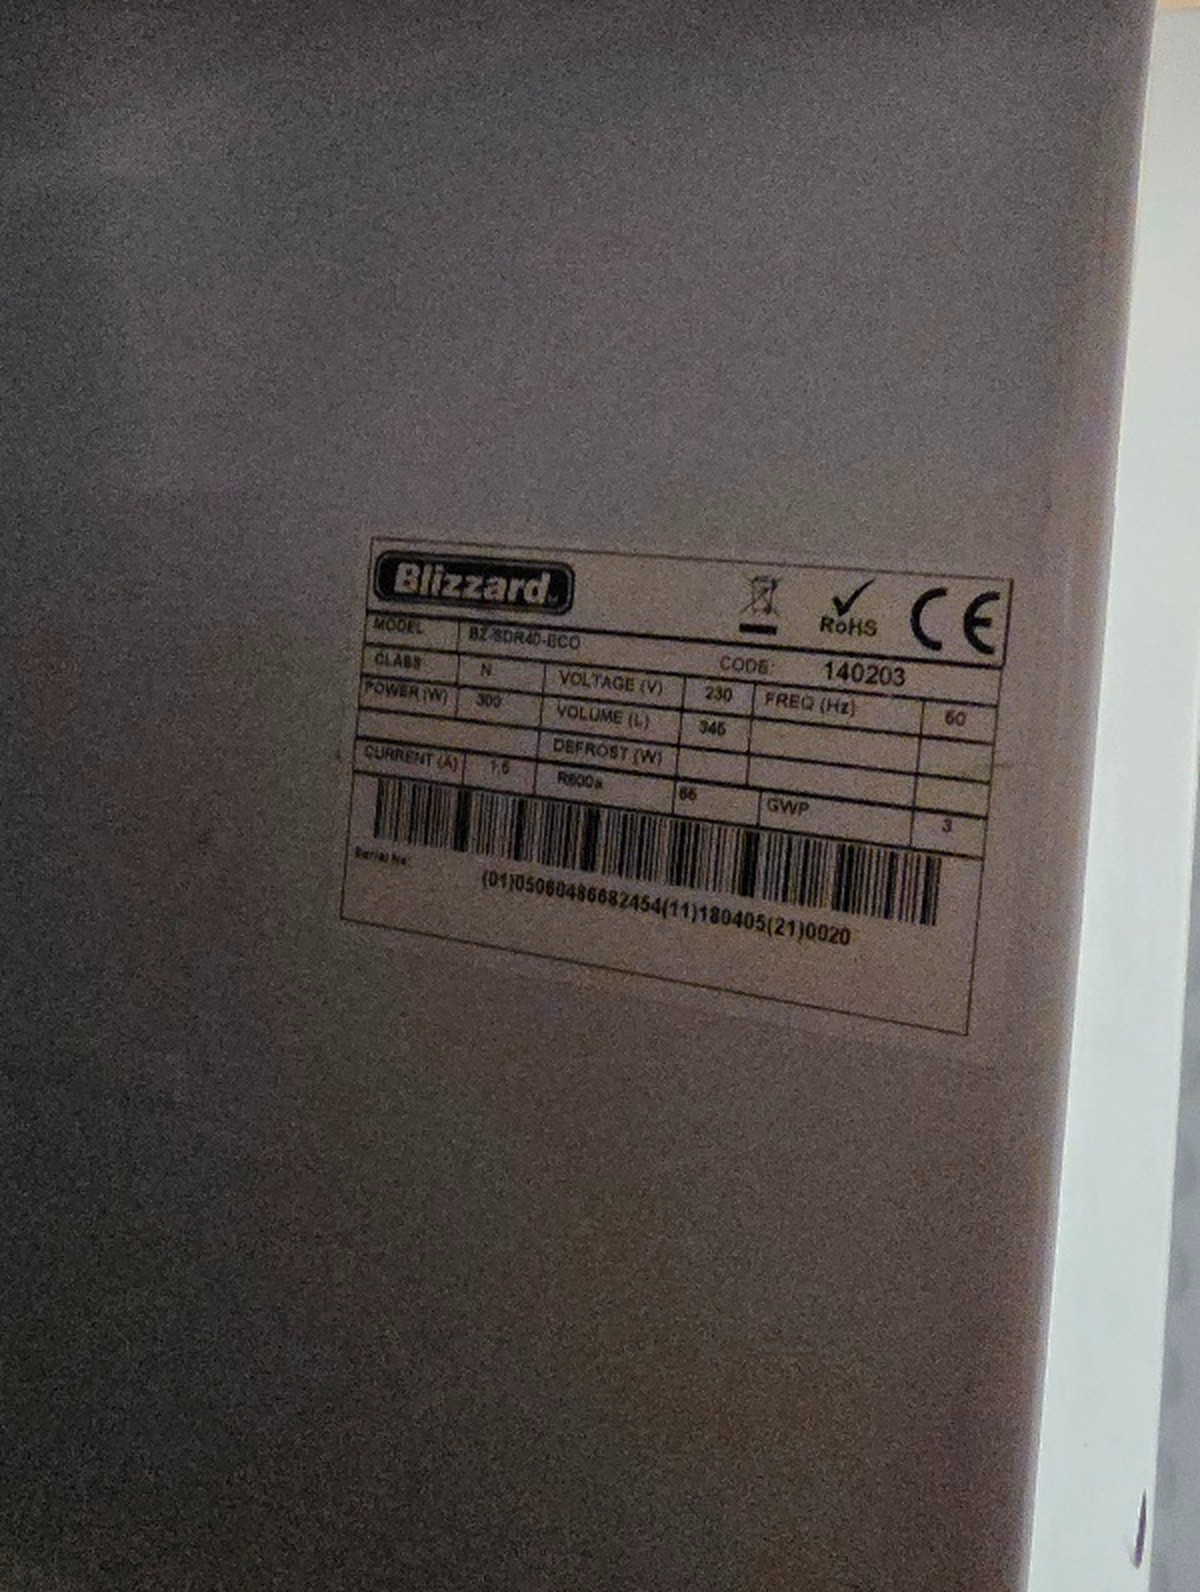 Blizzard
RoHS CE
MODEL BZ-SDR40-ECO CODE: 140203
CLASS N VOLTAGE (V) 230 FREQ (Hz) 50
POWER (W) 300 VOLUME (L) 345
DEFROST (W)
CURRENT (A) 1.5 R600a GWP 3
Serial No:
(01)05060486682454(11)180405(21)0020